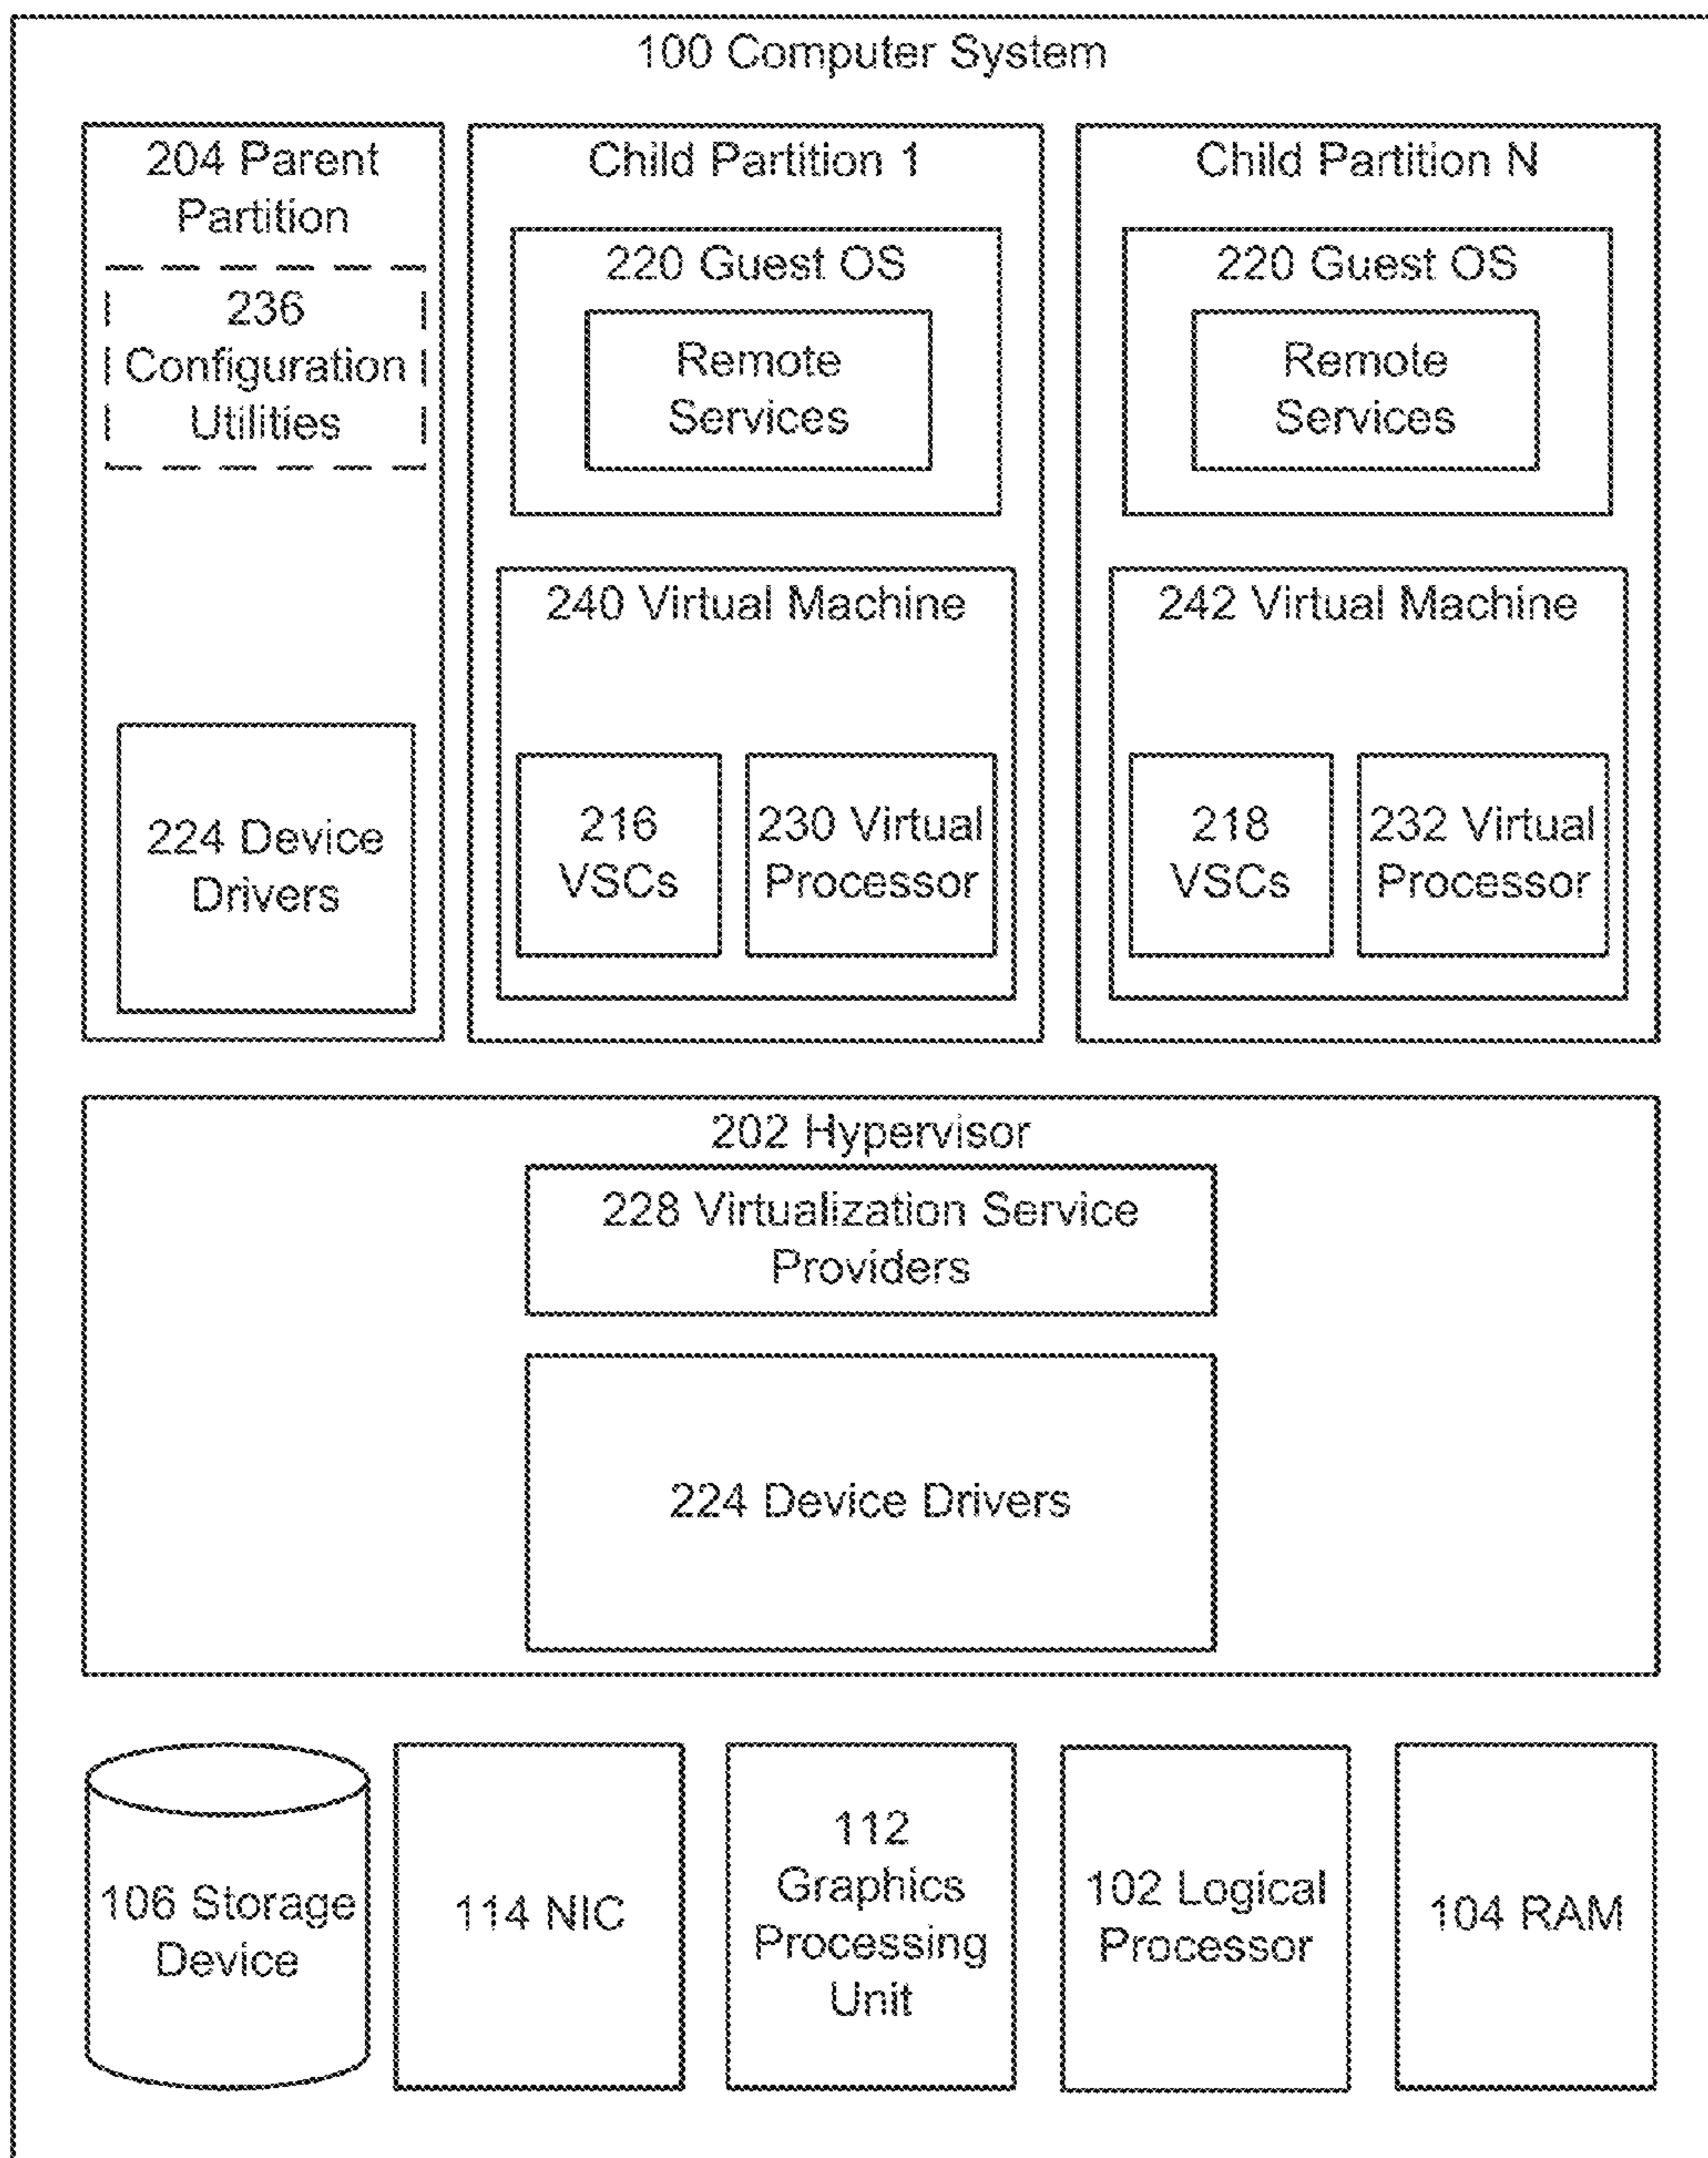 100 Computer System
204 Parent
Partition
236
Configuration
Utilities
224 Device
Drivers
Child Partition 1
220 Guest OS
Remote
Services
240 Virtual Machine
216
VSCs
230 Virtual
Processor
Child Partition N
220 Guest OS
Remote
Services
242 Virtual Machine
218
VSCs
232 Virtual
Processor
202 Hypervisor
228 Virtualization Service
Providers
224 Device Drivers
106 Storage
Device
114 NIC
112
Graphics
Processing
Unit
102 Logical
Processor
104 RAM